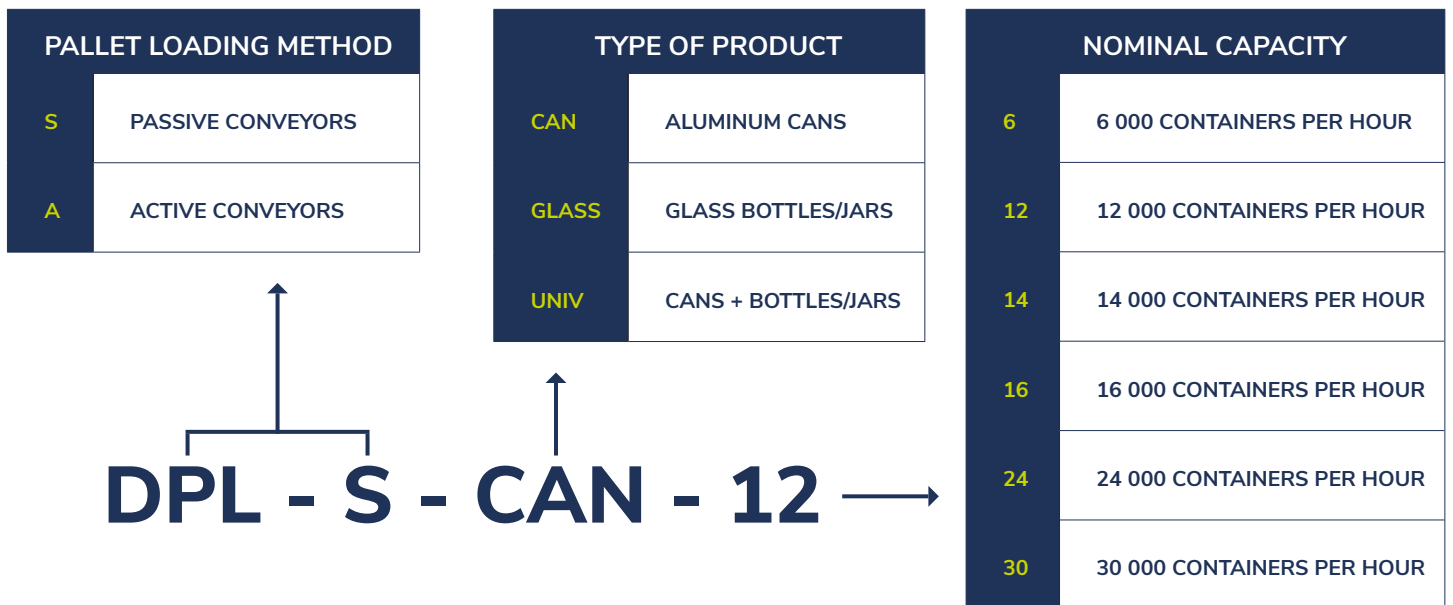 PALLET LOADING METHOD
S PASSIVE CONVEYORS
A ACTIVE CONVEYORS
TYPE OF PRODUCT
CAN ALUMINUM CANS
GLASS GLASS BOTTLES/JARS
UNIV CANS + BOTTLES/JARS
NOMINAL CAPACITY
6 6 000 CONTAINERS PER HOUR
12 12 000 CONTAINERS PER HOUR
14 14 000 CONTAINERS PER HOUR
16 16 000 CONTAINERS PER HOUR
24 24 000 CONTAINERS PER HOUR
30 30 000 CONTAINERS PER HOUR
DPL - S - CAN - 12